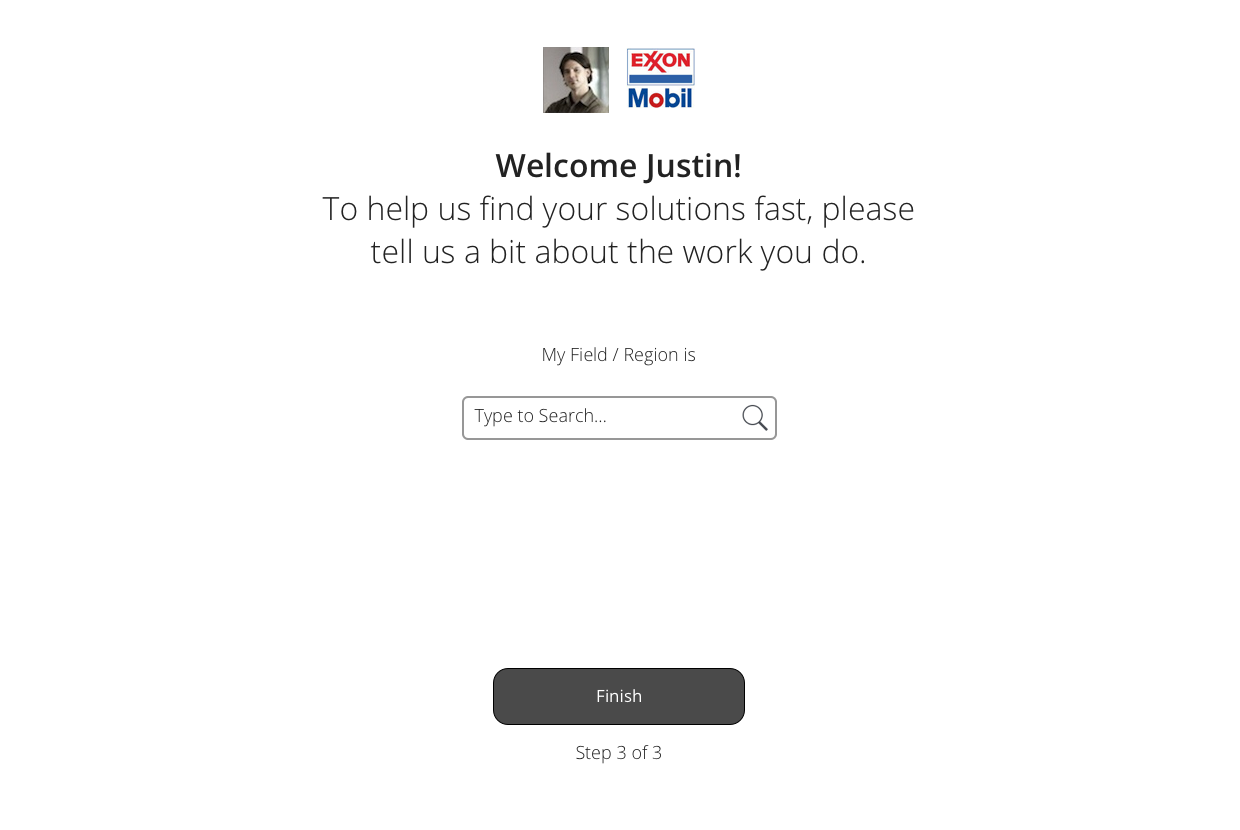 EXXON
Mobil
Welcome Justin!
To help us find your solutions fast, please
tell us a bit about the work you do.
My Field / Region is
Type to Search...
Finish
Step 3 of 3